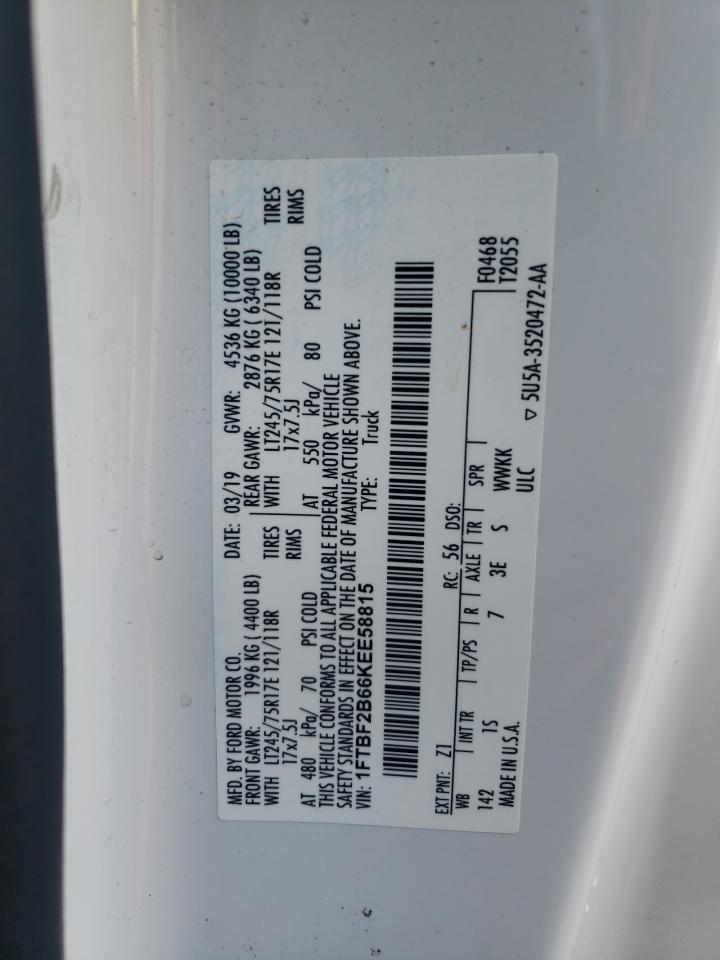 MFD. BY FORD MOTOR CO. DATE: 03/19 GVWR: 4536 KG (10000 LB)
FRONT GAWR: 1996 KG ( 4400 LB) REAR GAWR: 2876 KG ( 6340 LB)
WITH LT245/75R17E 121/118R TIRES WITH LT245/75R17E 121/118R TIRES
17x7.5J RIMS 17x7.5J RIMS
AT 480 kPa/ 70 PSI COLD AT 550 kPa/ 80 PSI COLD
THIS VEHICLE CONFORMS TO ALL APPLICABLE FEDERAL MOTOR VEHICLE
SAFETY STANDARDS IN EFFECT ON THE DATE OF MANUFACTURE SHOWN ABOVE.
VIN: 1FTBF2B66KEE58815 TYPE: Truck
EXT PNT: Z1 RC: 56 DSO: F0468
WB INT TR TP/PS R AXLE TR SPR T2055
142 1S 7 3E S WWKK
MADE IN U.S.A. ULC ▽ 5U5A-3520472-AA